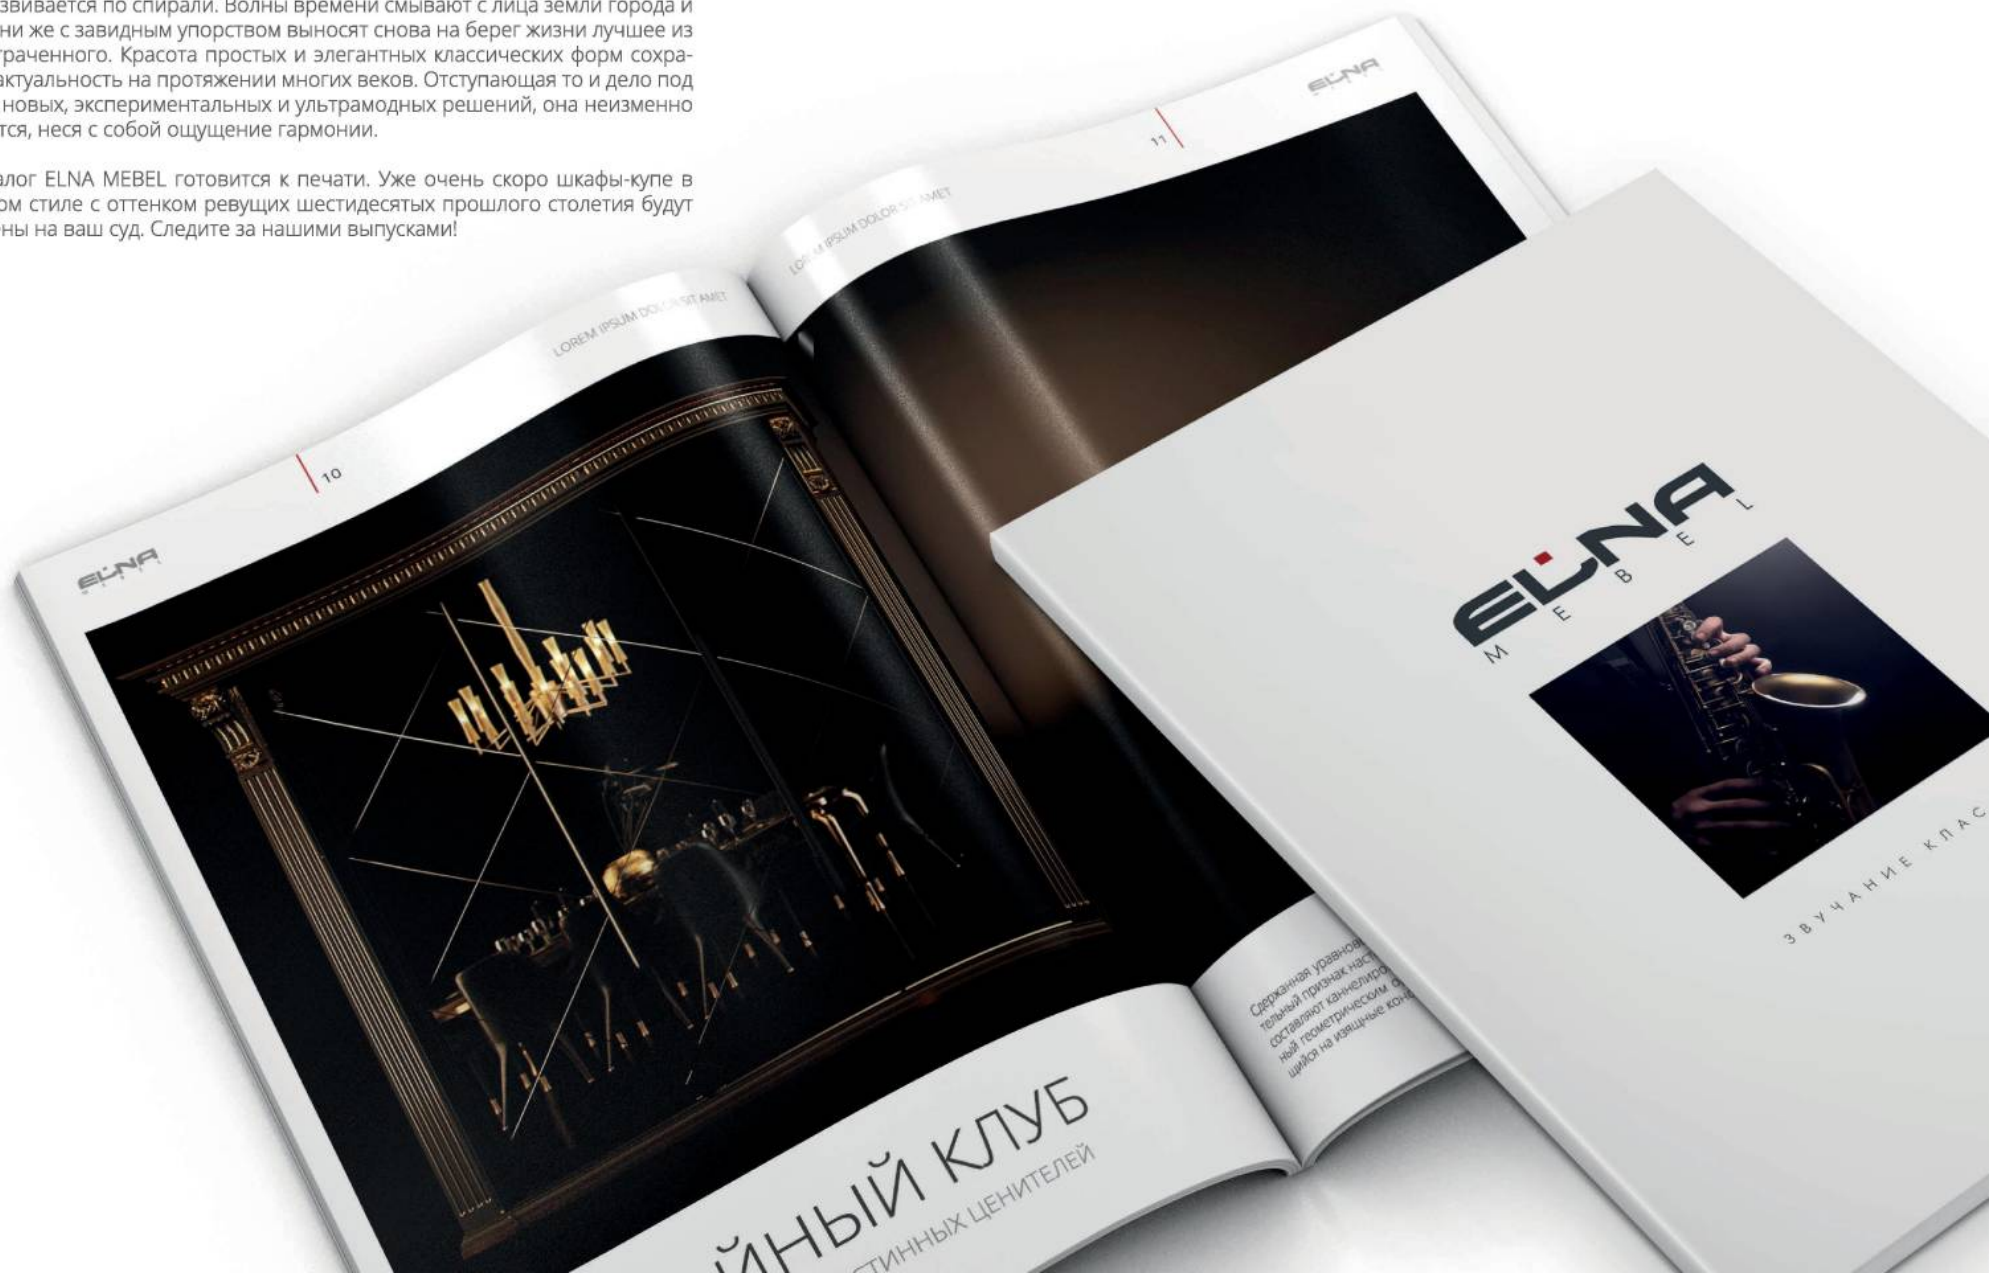 звивается по спирали. Волны времени смывают с лица земли города и
ни же с завидным упорством выносят снова на берег жизни лучшее из
траченного. Красота простых и элегантных классических форм сохра-
актуальность на протяжении многих веков. Отступающая то и дело под
новых, экспериментальных и ультрамодных решений, она неизменно
тся, неся с собой ощущение гармонии.
алог ELNA MEBEL готовится к печати. Уже очень скоро шкафы-купе в
ом стиле с оттенком ревущих шестидесятых прошлого столетия будут
ены на ваш суд. Следите за нашими выпусками!
ELNA
MEBEL
10
LOREM IPSUM DOLOR SIT AMET
LOREM IPSUM DOLOR SIT AMET
11
ELNA
MEBEL
ЙНЫЙ КЛУБ
СТИННЫХ ЦЕНИТЕЛЕЙ
Сдержанная уравнове
тельный признак наст
составляют каннелиро
ный геометрическим о
щийся на изящные кон
ELNA
MEBEL
ЗВУЧАНИЕ КЛАС